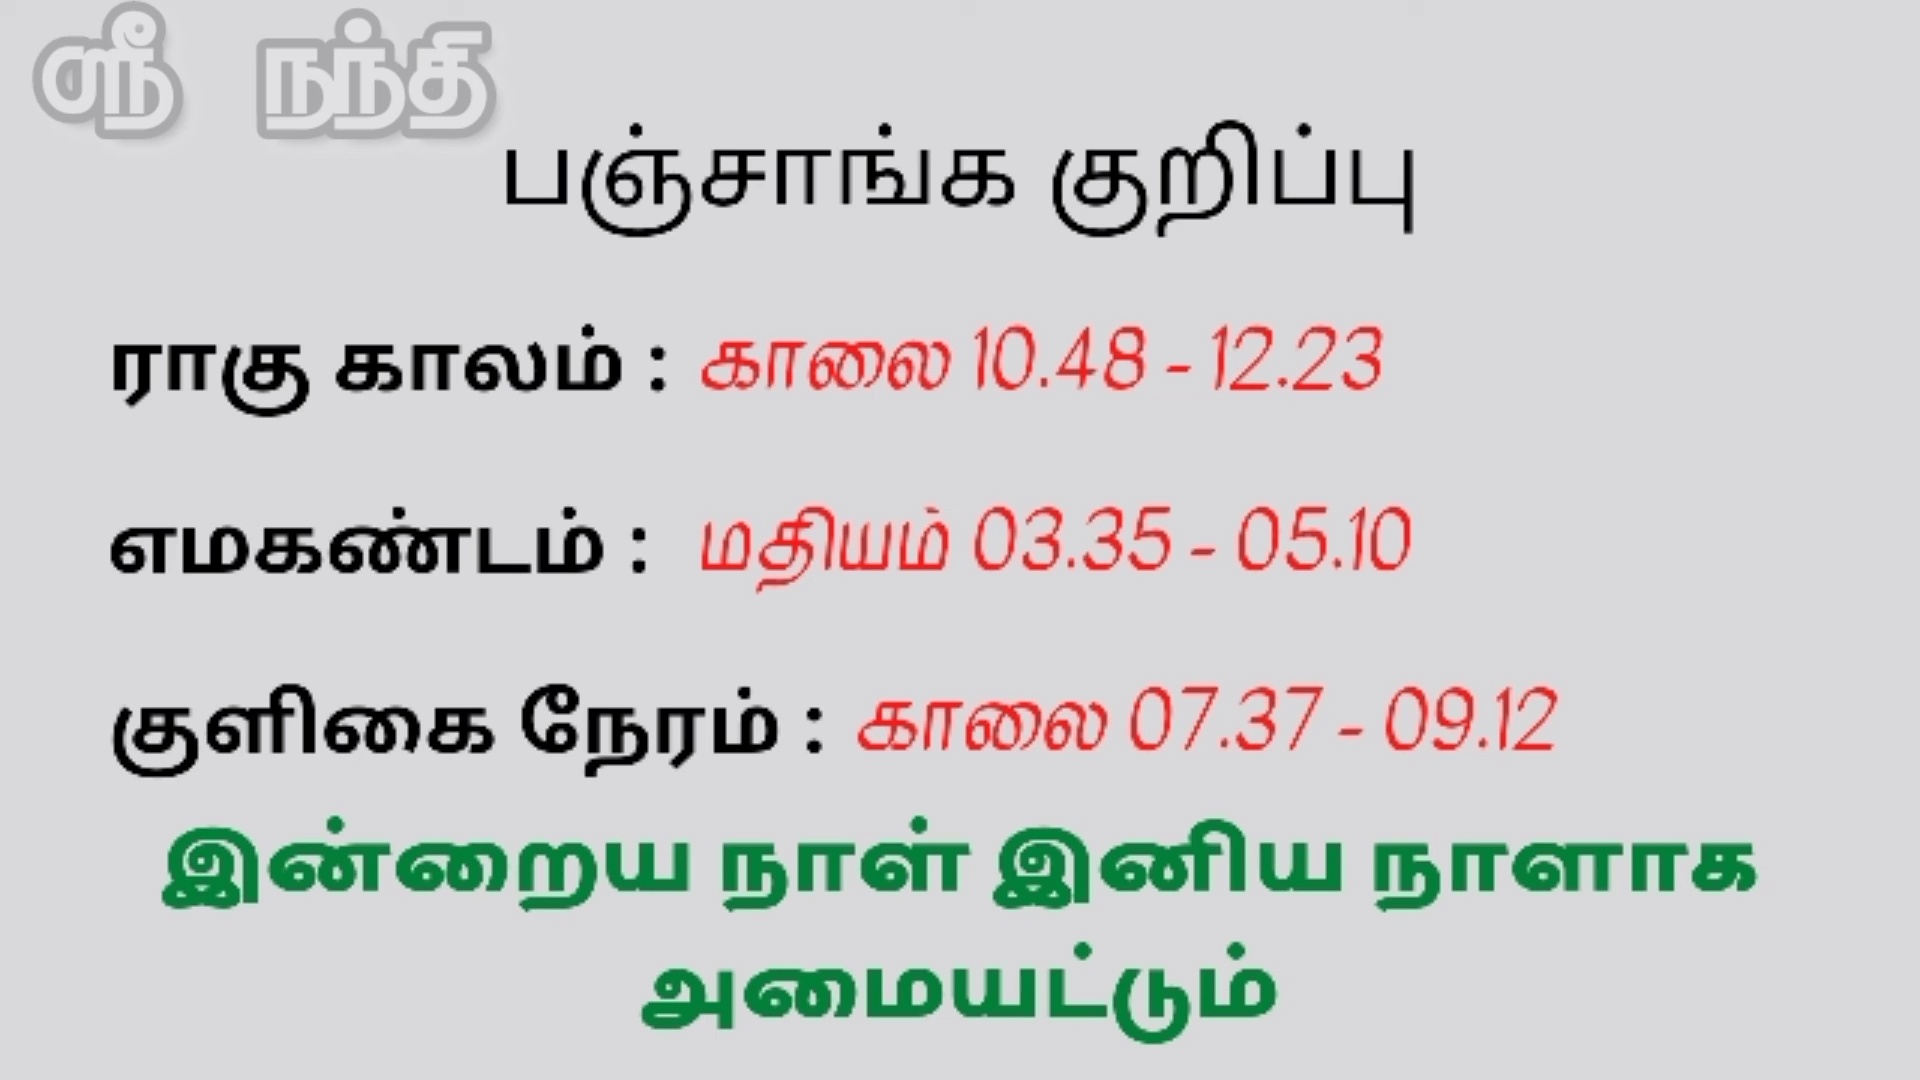 ஸ்ரீ நந்தி
பஞ்சாங்க குறிப்பு
ராகு காலம் : காலை 10.48 - 12.23
எமகண்டம் : மதியம் 03.35 - 05.10
குளிகை நேரம் : காலை 07.37 - 09.12
இன்றைய நாள் இனிய நாளாக
அமையட்டும்